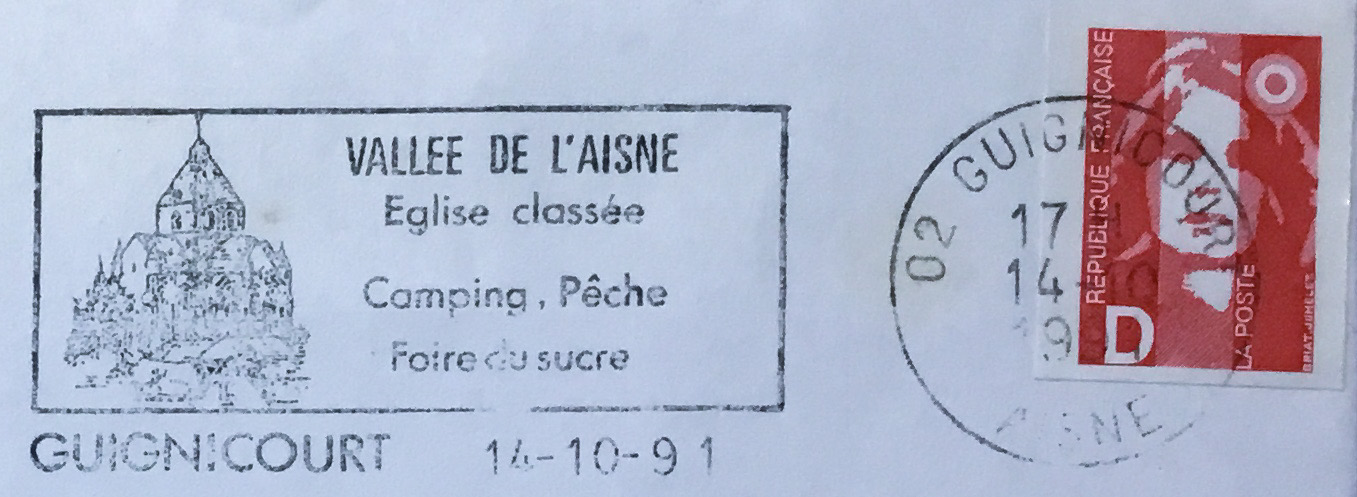 VALLEE DE L'AISNE
Eglise classée
Camping, Pêche
Foire du sucre
GUIGNICOURT 14-10-91
02 GUIGNICOURT
17
14-
19
AISNE
REPUBLIQUE FRANÇAISE
D
LA POSTE
BRIAT-JUMELET